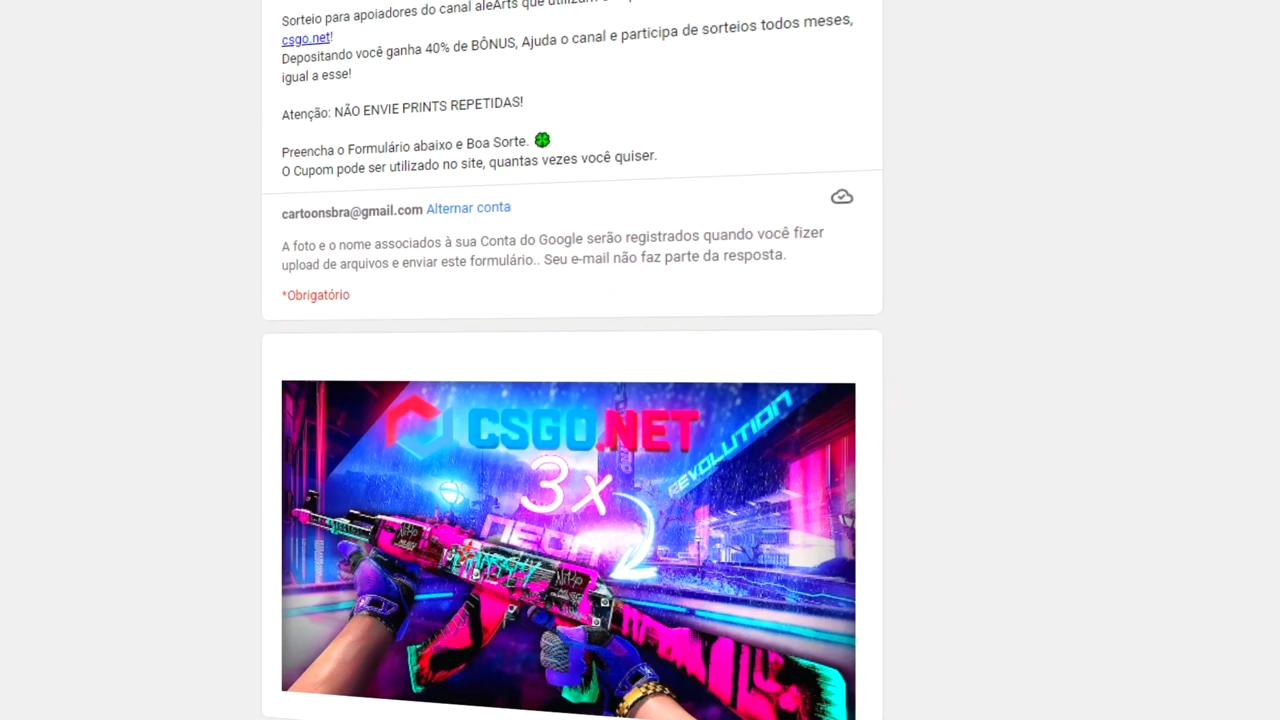 Sorteio para apoiadores do canal aleArts que utilizam
csgo.net!
Depositando você ganha 40% de BÔNUS, Ajuda o canal e participa de sorteios todos meses,
igual a esse!
Atenção: NÃO ENVIE PRINTS REPETIDAS!
Preencha o Formulário abaixo e Boa Sorte. 🍀
O Cupom pode ser utilizado no site, quantas vezes você quiser.
cartoonsbra@gmail.com Alternar conta
A foto e o nome associados à sua Conta do Google serão registrados quando você fizer
upload de arquivos e enviar este formulário.. Seu e-mail não faz parte da resposta.
*Obrigatório
CSGO.NET
REVOLUTION
3x
NEON